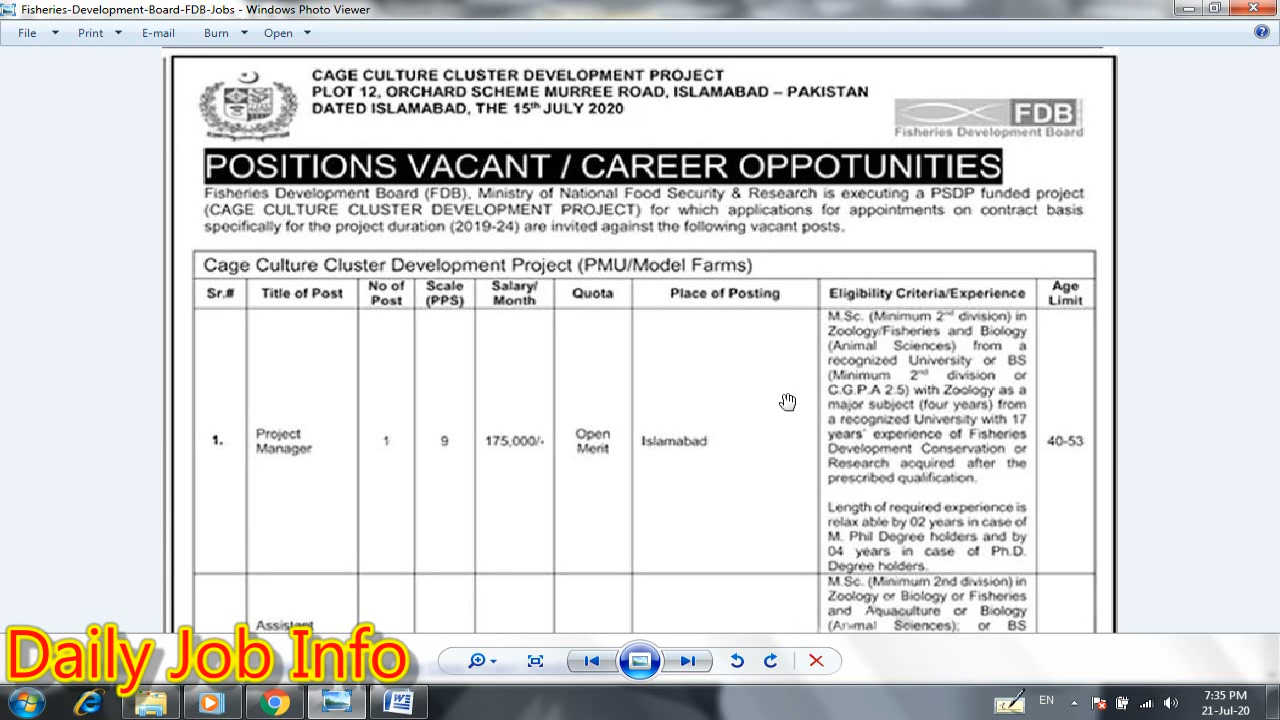 Fisheries-Development-Board-FDB-Jobs - Windows Photo Viewer
File Print E-mail Burn Open
CAGE CULTURE CLUSTER DEVELOPMENT PROJECT
PLOT 12, ORCHARD SCHEME MURREE ROAD, ISLAMABAD – PAKISTAN
DATED ISLAMABAD, THE 15th JULY 2020
FDB
Fisheries Development Board
POSITIONS VACANT / CAREER OPPOTUNITIES
Fisheries Development Board (FDB), Ministry of National Food Security & Research is executing a PSDP funded project
(CAGE CULTURE CLUSTER DEVELOPMENT PROJECT) for which applications for appointments on contract basis
specifically for the project duration (2019-24) are invited against the following vacant posts.
Cage Culture Cluster Development Project (PMU/Model Farms)
Sr.# Title of Post No of Post Scale (PPS) Salary/ Month Quota Place of Posting Eligibility Criteria/Experience Age Limit
1. Project Manager 1 9 175,000/- Open Merit Islamabad
M.Sc. (Minimum 2nd division) in
Zoology/Fisheries and Biology
(Animal Sciences) from a
recognized University or BS
(Minimum 2nd division or
C.G.P.A 2.5) with Zoology as a
major subject (four years) from
a recognized University with 17
years' experience of Fisheries
Development Conservation or
Research acquired after the
prescribed qualification.
Length of required experience is
relax able by 02 years in case of
M. Phil Degree holders and by
04 years in case of Ph.D.
Degree holders.
40-53
Assistant
M.Sc. (Minimum 2nd division) in
Zoology or Biology or Fisheries
and Aquaculture or Biology
(Animal Sciences); or BS
Daily Job Info
EN
7:35 PM
21-Jul-20